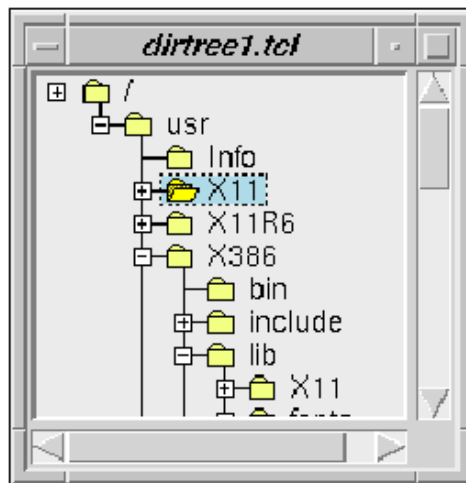 dirtree1.tcl
/
usr
Info
X11
X11R6
X386
bin
include
lib
X11